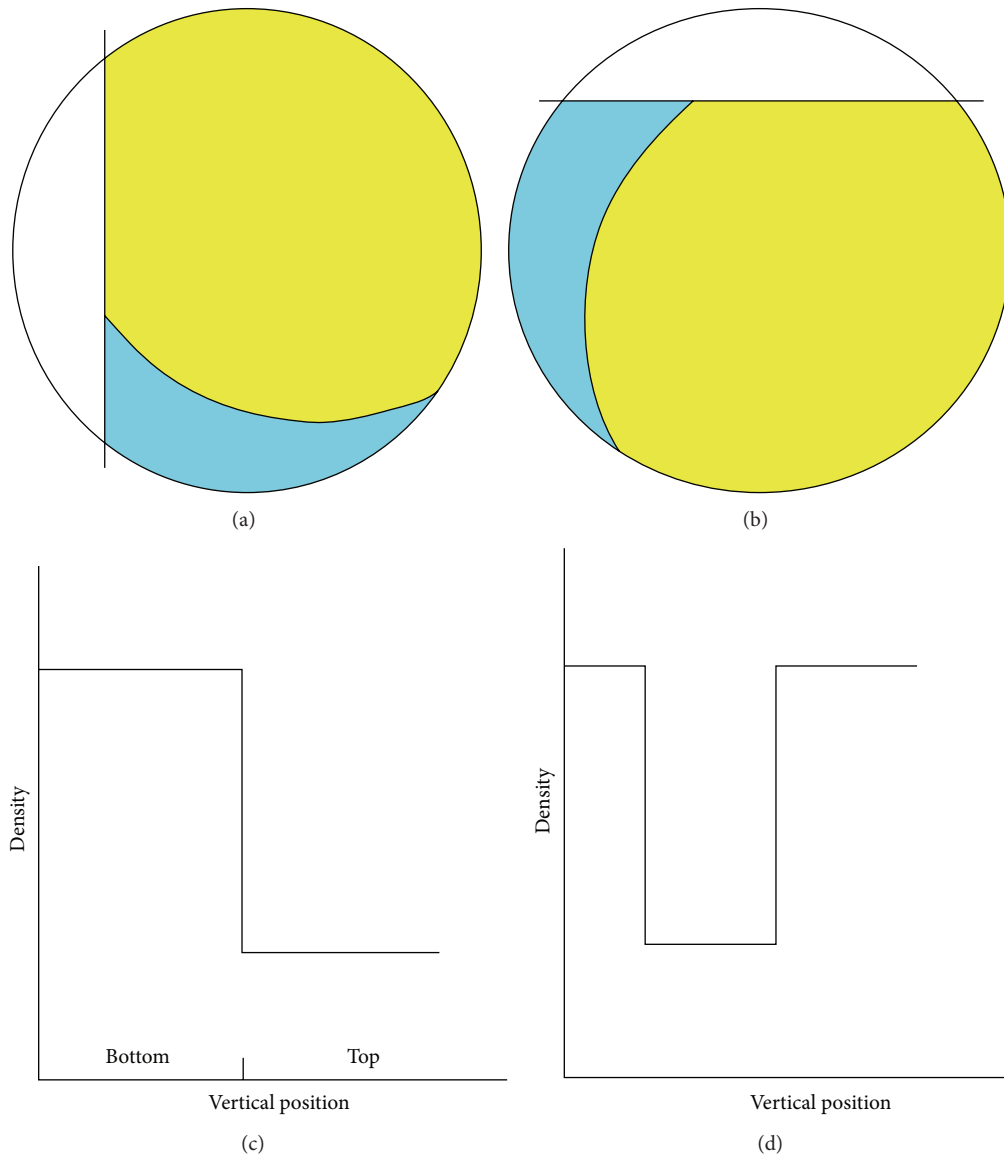 (a)
(b)
Density
Bottom
Top
Vertical position
(c)
Density
Vertical position
(d)